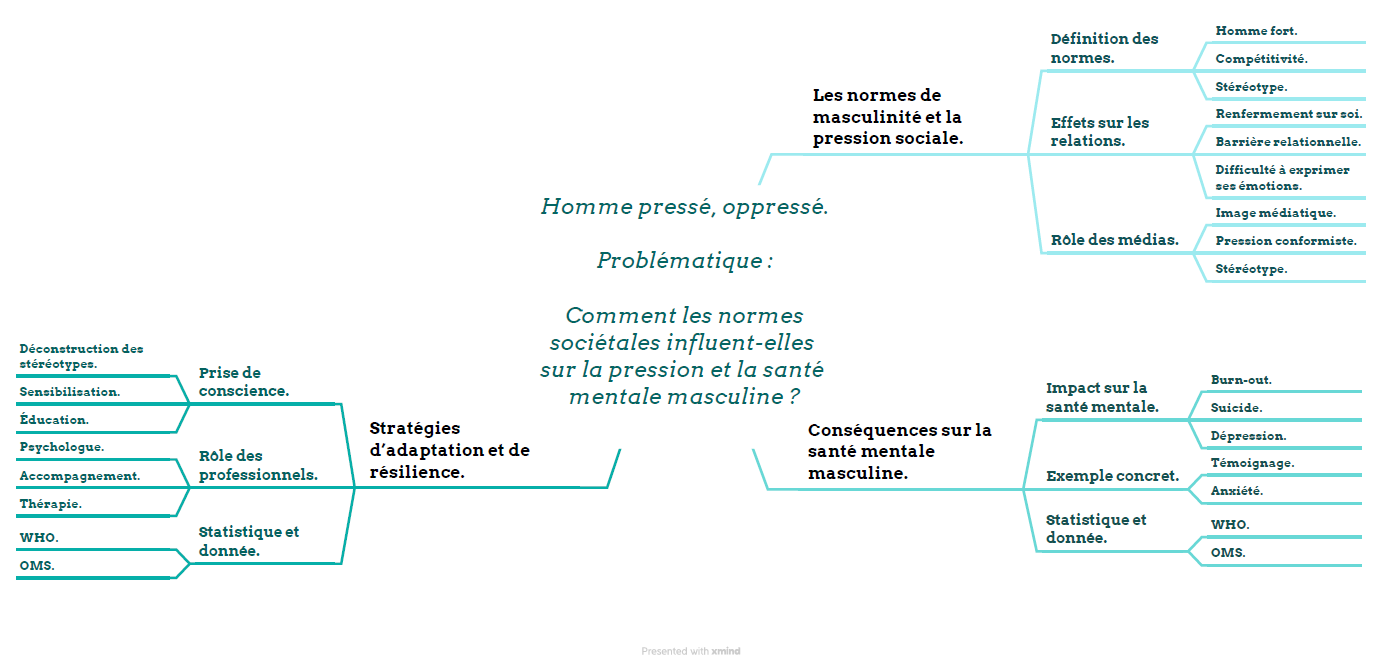 Homme pressé, oppressé.
Problématique :
Comment les normes
sociétales influent-elles
sur la pression et la santé
mentale masculine ?
Les normes de
masculinité et la
pression sociale.
Définition des
normes.
Homme fort.
Compétitivité.
Stéréotype.
Effets sur les
relations.
Renfermement sur soi.
Barrière relationnelle.
Difficulté à exprimer
ses émotions.
Rôle des médias.
Image médiatique.
Pression conformiste.
Stéréotype.
Conséquences sur la
santé mentale
masculine.
Impact sur la
santé mentale.
Burn-out.
Suicide.
Dépression.
Exemple concret.
Témoignage.
Anxiété.
Statistique et
donnée.
WHO.
OMS.
Stratégies
d’adaptation et de
résilience.
Prise de
conscience.
Déconstruction des
stéréotypes.
Sensibilisation.
Éducation.
Rôle des
professionnels.
Psychologue.
Accompagnement.
Thérapie.
Statistique et
donnée.
WHO.
OMS.
Presented with xmind